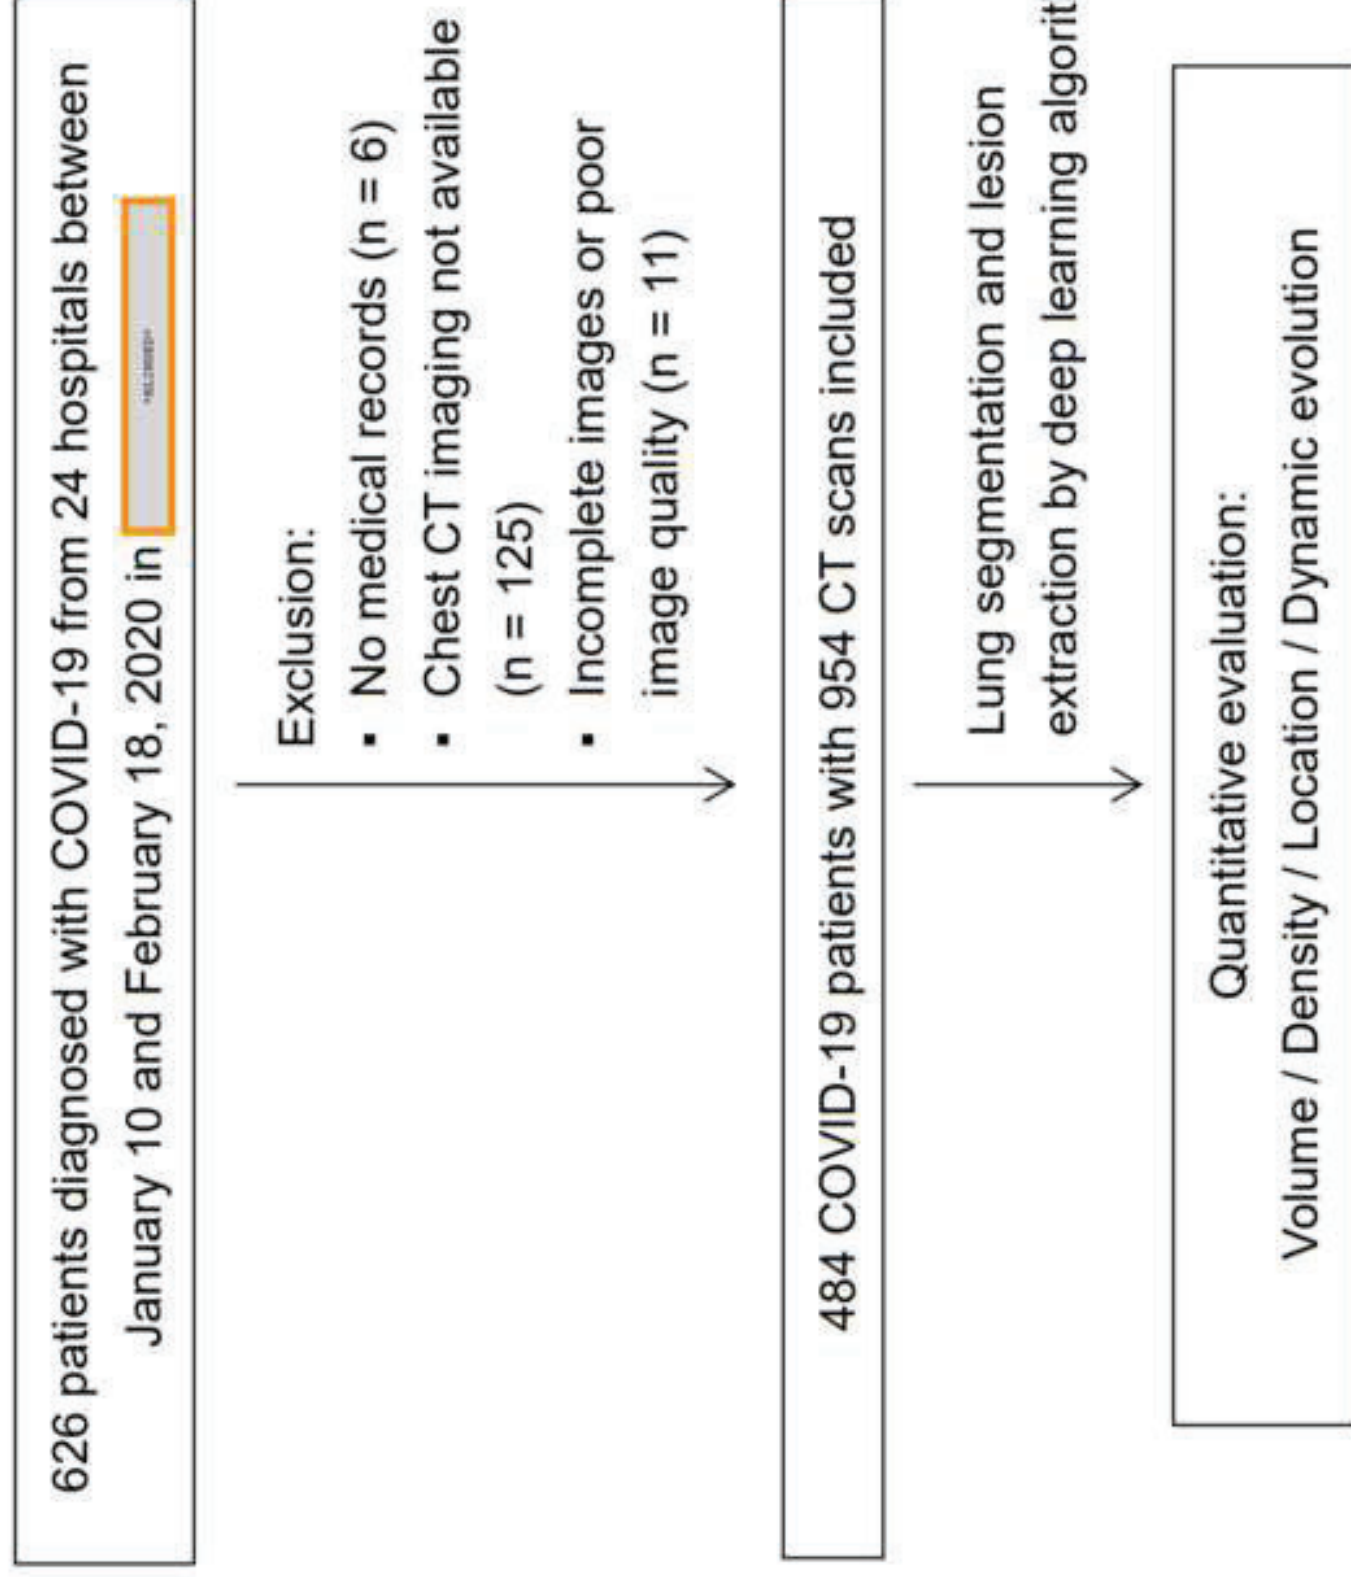 626 patients diagnosed with COVID-19 from 24 hospitals between
January 10 and February 18, 2020 in
Exclusion:
▪ No medical records (n = 6)
▪ Chest CT imaging not available
(n = 125)
▪ Incomplete images or poor
image quality (n = 11)
484 COVID-19 patients with 954 CT scans included
Lung segmentation and lesion
extraction by deep learning algorit
Quantitative evaluation:
Volume / Density / Location / Dynamic evolution